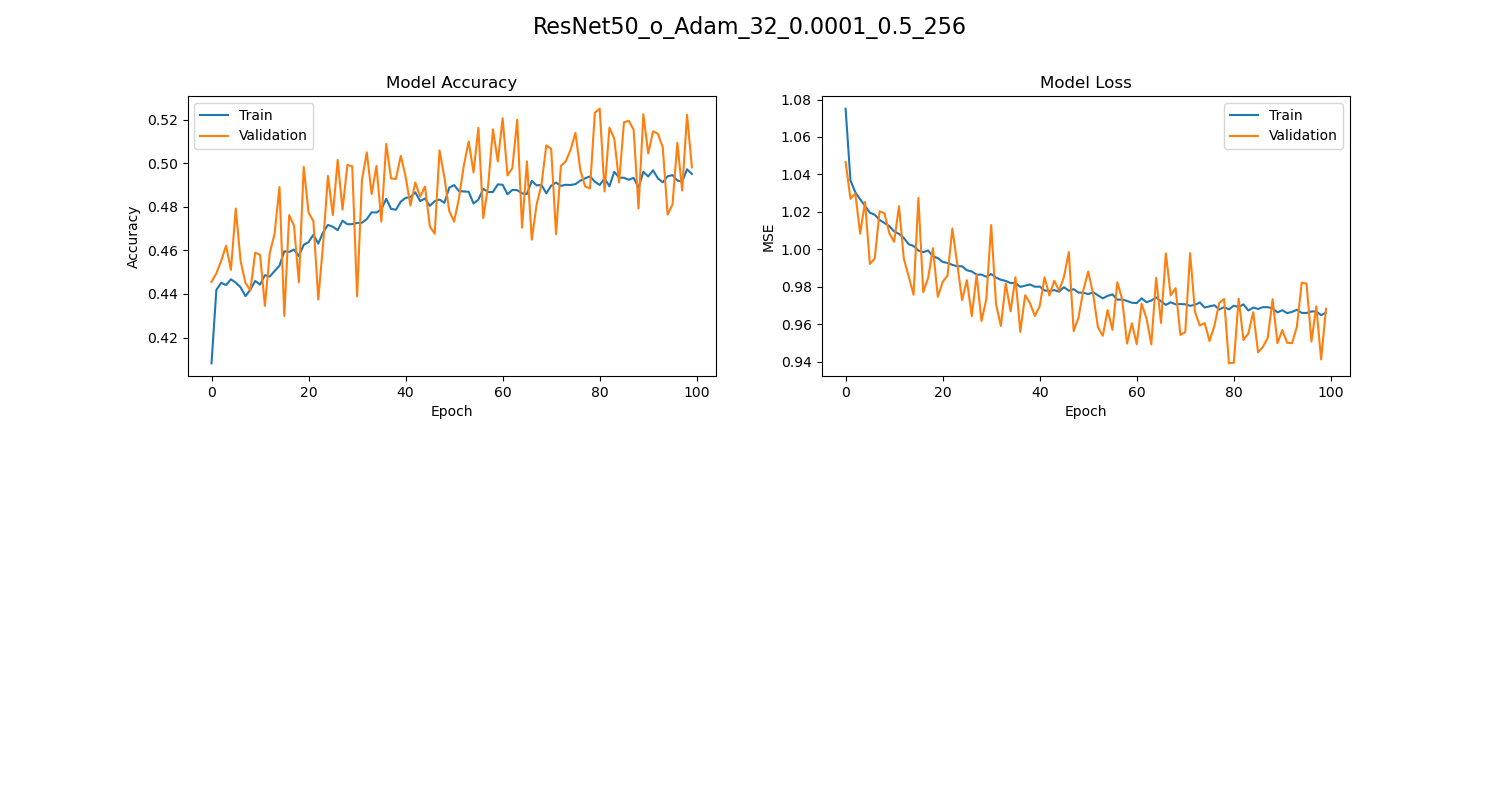 ResNet50_o_Adam_32_0.0001_0.5_256
Model Accuracy
Train
Validation
0.52
0.50
0.48
0.46
0.44
0.42
Accuracy
0
20
40
60
80
100
Epoch
Model Loss
Train
Validation
1.08
1.06
1.04
1.02
1.00
0.98
0.96
0.94
MSE
0
20
40
60
80
100
Epoch